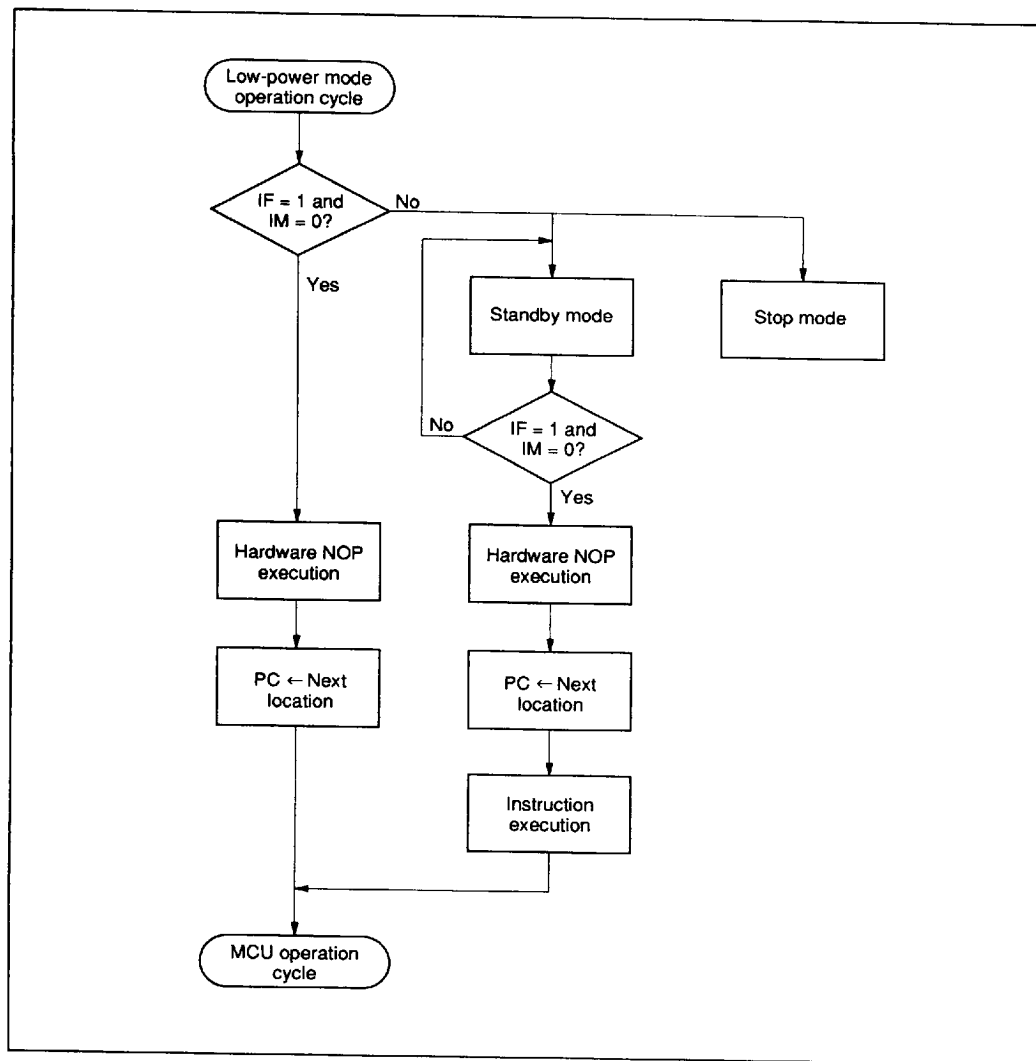 Low-power mode
operation cycle
IF = 1 and
IM = 0?
No
Yes
Standby mode
Stop mode
No
IF = 1 and
IM = 0?
Yes
Hardware NOP
execution
Hardware NOP
execution
PC ← Next
location
PC ← Next
location
Instruction
execution
MCU operation
cycle